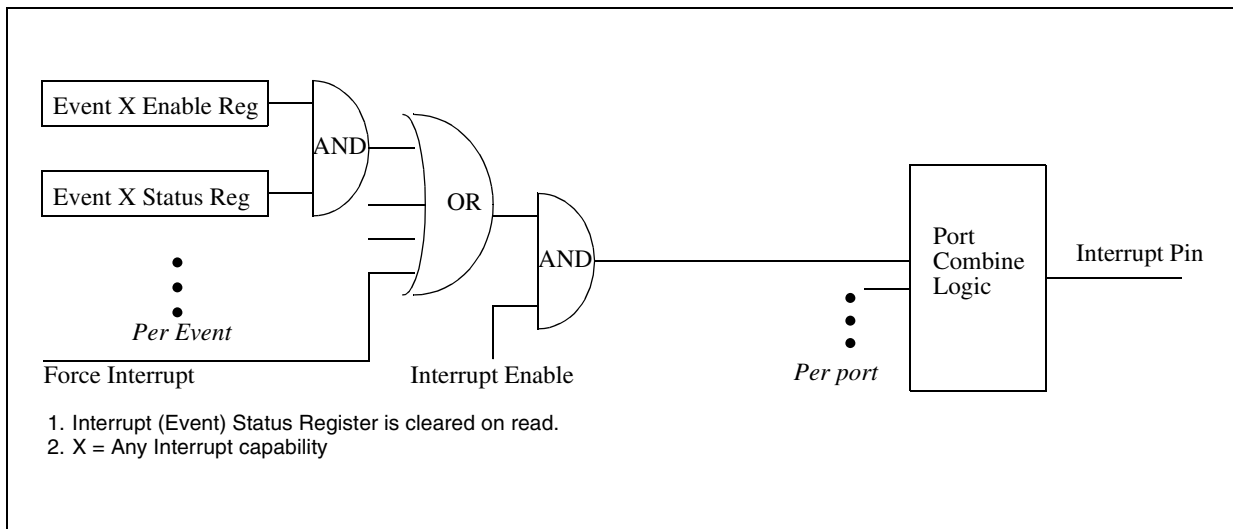 Event X Enable Reg
AND
Event X Status Reg
OR
AND
Port
Combine
Logic
Interrupt Pin
Per Event
Force Interrupt
Interrupt Enable
Per port
1. Interrupt (Event) Status Register is cleared on read.
2. X = Any Interrupt capability